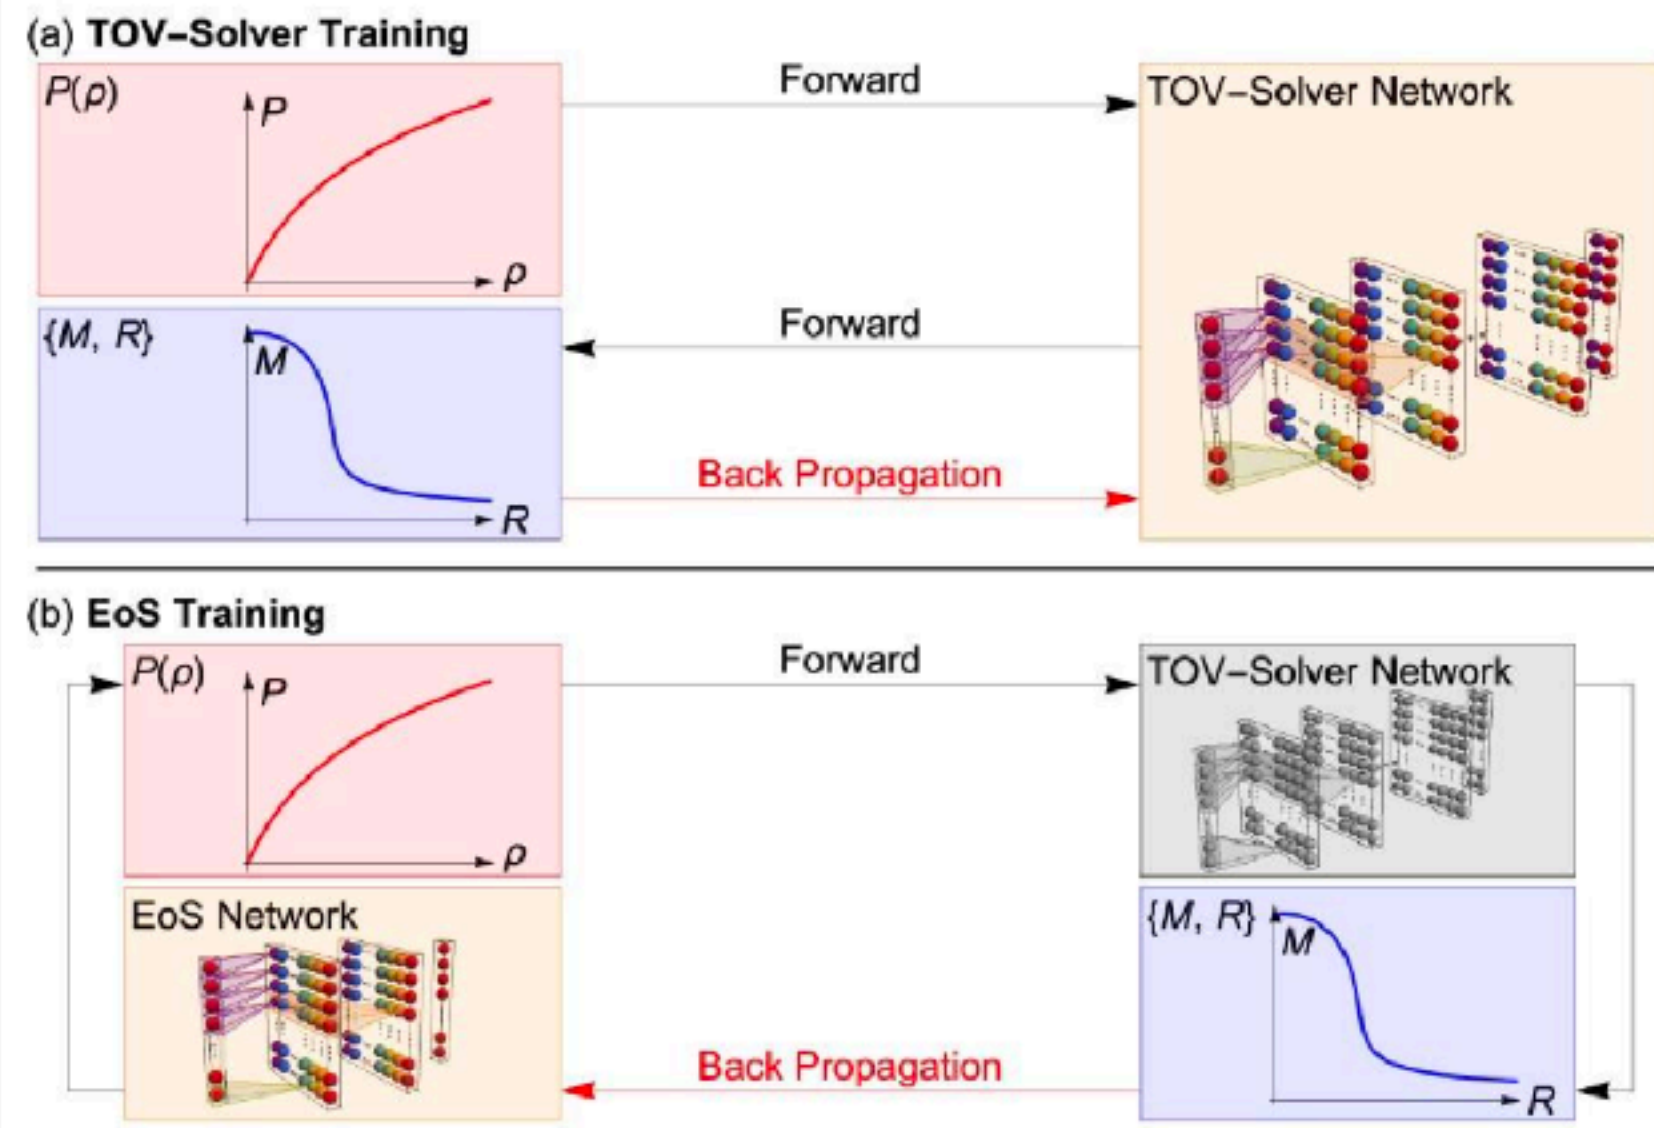 (a) TOV–Solver Training
P(ρ)
P
ρ
Forward
TOV–Solver Network
{M, R}
M
R
Forward
Back Propagation
(b) EoS Training
P(ρ)
P
ρ
Forward
TOV–Solver Network
EoS Network
{M, R}
M
R
Back Propagation